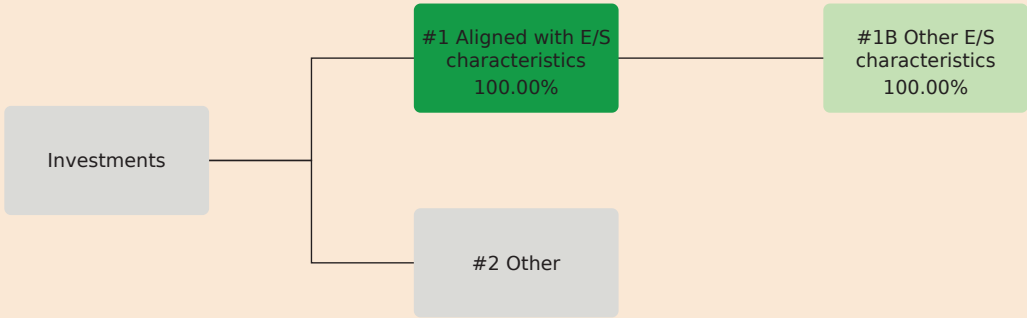 #1 Aligned with E/S
characteristics
100.00%
#1B Other E/S
characteristics
100.00%
Investments
#2 Other